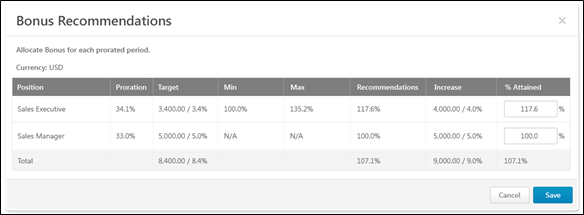 Bonus Recommendations
Allocate Bonus for each prorated period.
Currency: USD
Position Proration Target Min Max Recommendations Increase % Attained
Sales Executive 34.1% 3,400.00 / 3.4% 100.0% 135.2% 117.6% 4,000.00 / 4.0% 117.6 %
Sales Manager 33.0% 5,000.00 / 5.0% N/A N/A 100.0% 5,000.00 / 5.0% 100.0 %
Total 8,400.00 / 8.4% 107.1% 9,000.00 / 9.0% 107.1%
Cancel Save